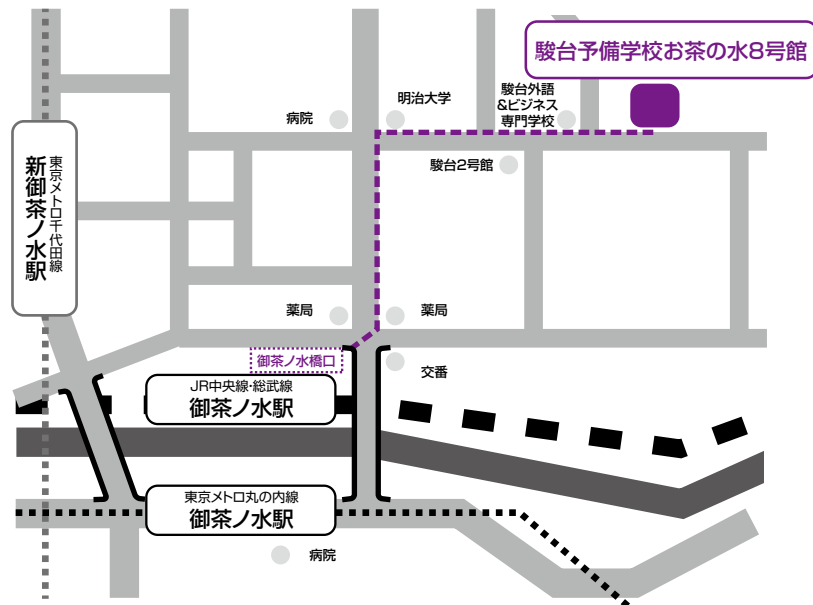 駿台予備学校お茶の水8号館
明治大学
駿台外語
&ビジネス
専門学校
病院
駿台2号館
東京メトロ千代田線
新御茶ノ水駅
薬局
薬局
御茶ノ水橋口
交番
JR中央線・総武線
御茶ノ水駅
東京メトロ丸の内線
御茶ノ水駅
病院